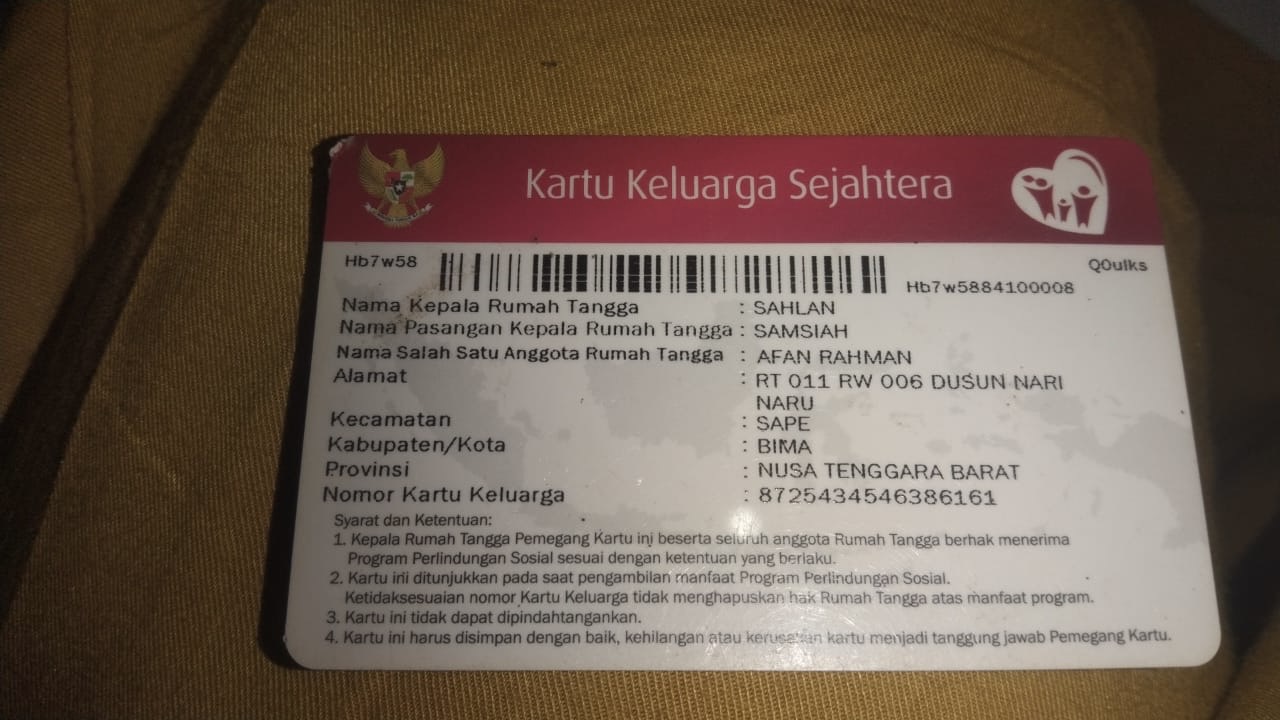 Kartu Keluarga Sejahtera
Hb7w58
Q0ulks
Hb7w5884100008
Nama Kepala Rumah Tangga : SAHLAN
Nama Pasangan Kepala Rumah Tangga : SAMSIAH
Nama Salah Satu Anggota Rumah Tangga : AFAN RAHMAN
Alamat : RT 011 RW 006 DUSUN NARI
NARU
Kecamatan : SAPE
Kabupaten/Kota : BIMA
Provinsi : NUSA TENGGARA BARAT
Nomor Kartu Keluarga : 8725434546386161
Syarat dan Ketentuan:
1. Kepala Rumah Tangga Pemegang Kartu ini beserta seluruh anggota Rumah Tangga berhak menerima
Program Perlindungan Sosial sesuai dengan ketentuan yang berlaku.
2. Kartu ini ditunjukkan pada saat pengambilan manfaat Program Perlindungan Sosial.
Ketidaksesuaian nomor Kartu Keluarga tidak menghapuskan hak Rumah Tangga atas manfaat program.
3. Kartu ini tidak dapat dipindahtangankan.
4. Kartu ini harus disimpan dengan baik, kehilangan atau kerusakan kartu menjadi tanggung jawab Pemegang Kartu.